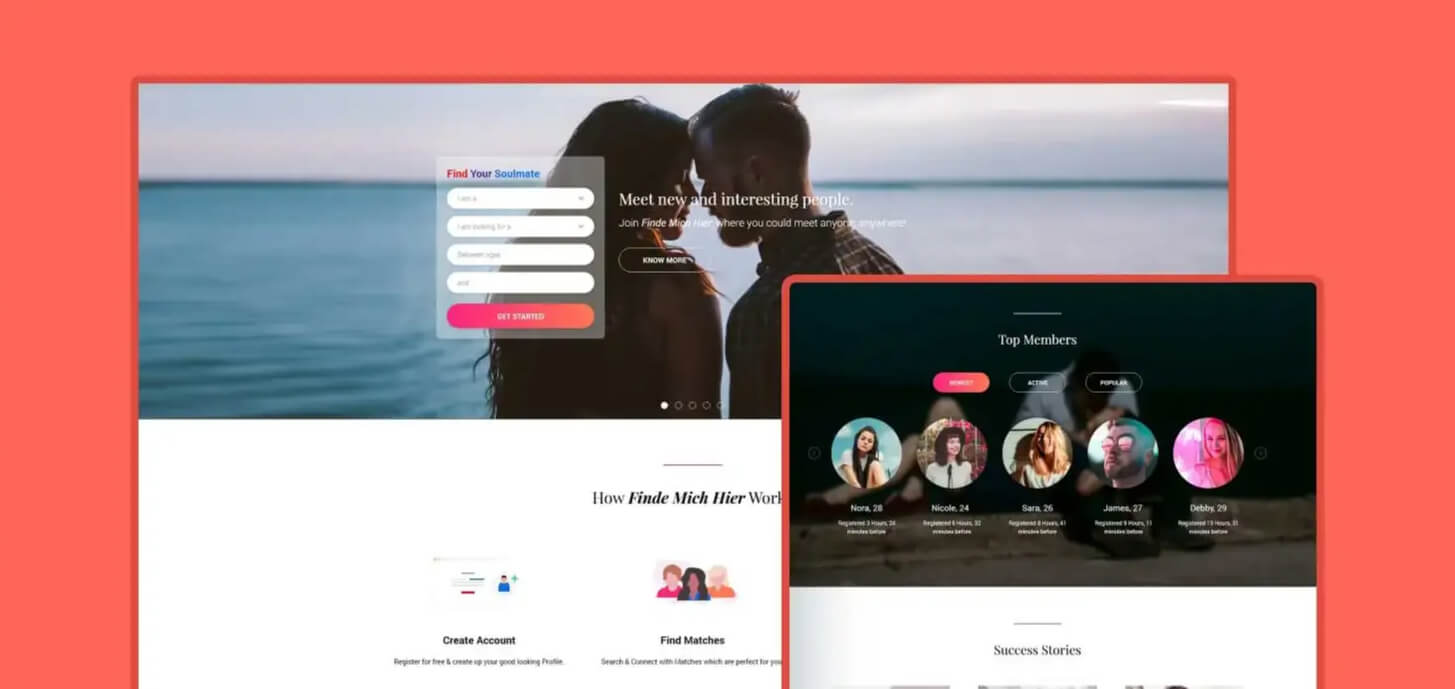 Find Your Soulmate
I am a
I am looking for a
Between ages
and
GET STARTED
Meet new and interesting people.
Join Finde Mich Hier where you could meet anyone, anywhere!
KNOW MORE
How Finde Mich Hier Work
Create Account
Register for free & create up your good looking Profile.
Find Matches
Search & Connect with Matches which are perfect for you
Top Members
NEWEST
ACTIVE
POPULAR
Nora, 28
Registered 3 Hours,
minutes before
Nicole, 24
Registered 6 Hours, 32
minutes before
Sara, 26
Registered 8 Hours, 41
minutes before
James, 27
Registered 9 Hours, 11
minutes before
Debby, 29
Registered Hours,
minutes before
Success Stories